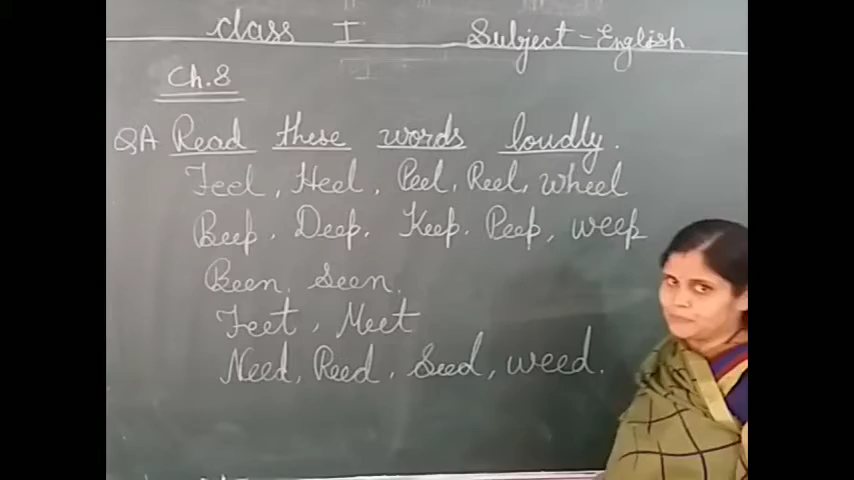 Class I Subject - English
Ch. 8
QA Read these words loudly.
Feel, Heel, Peel, Reel, Wheel
Beep, Deep, Keep, Peep, weep
Been, Seen.
Feet, Meet
Need, Reed, Seed, weed.